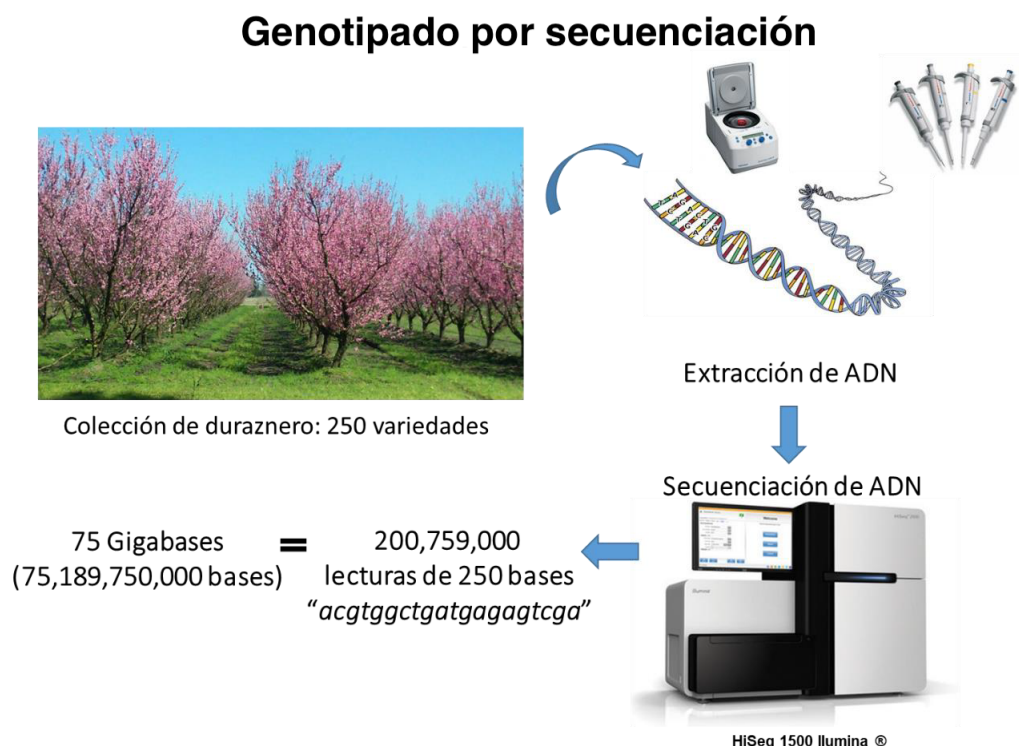 Genotipado por secuenciación
Colección de duraznero: 250 variedades
Extracción de ADN
Secuenciación de ADN
75 Gigabases
(75,189,750,000 bases)
=
200,759,000
lecturas de 250 bases
“acgtggctgatgagagtcga”
HiSeq 1500 Ilumina ®